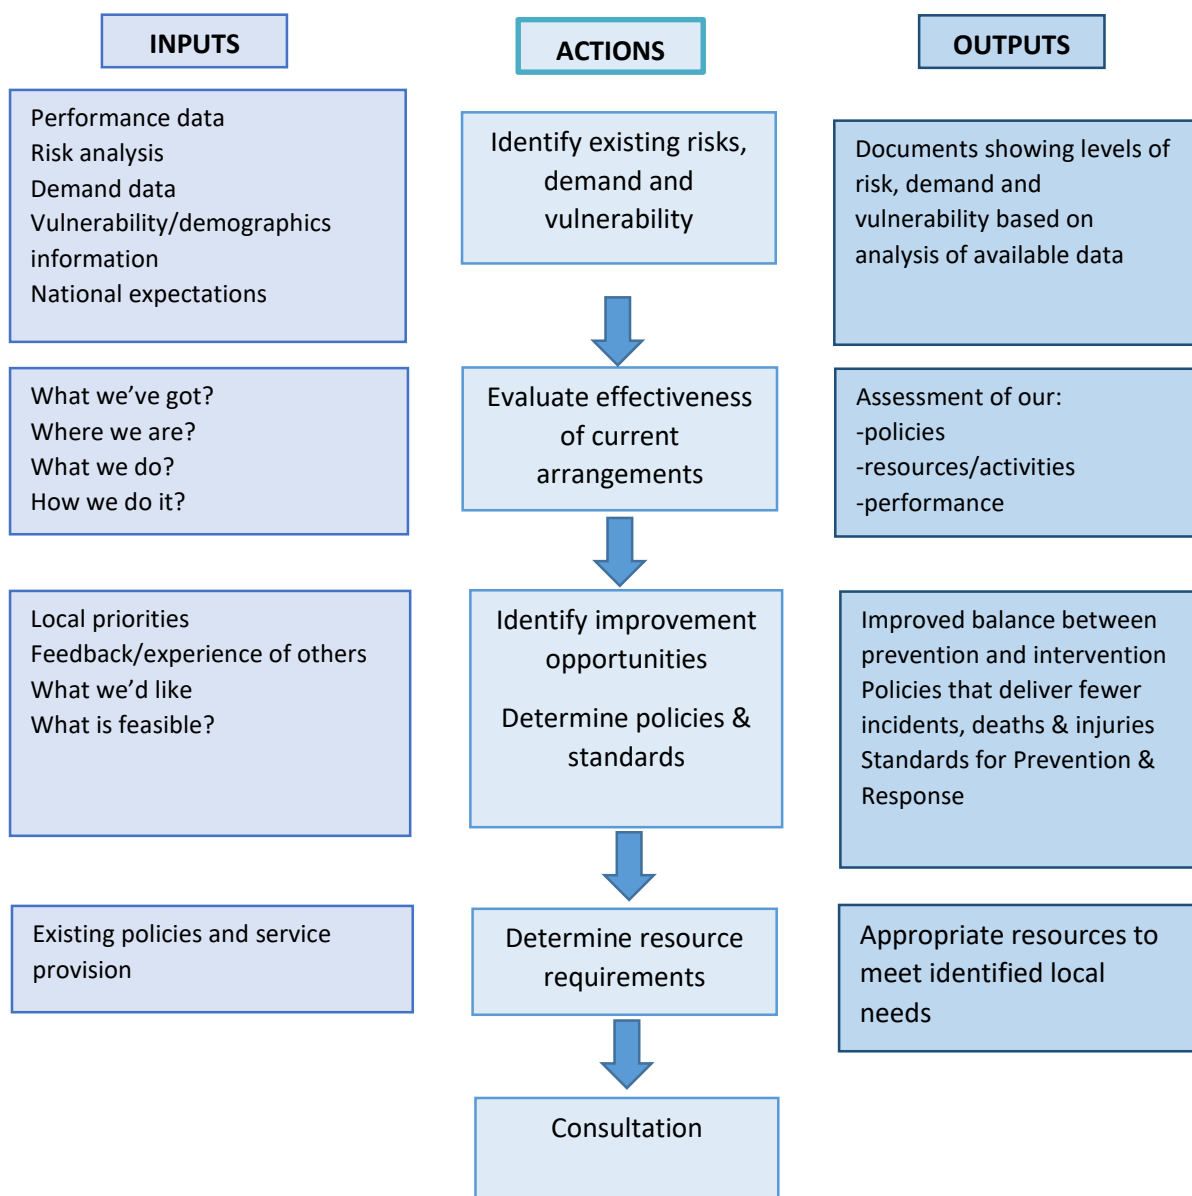 INPUTS
ACTIONS
OUTPUTS
Performance data
Risk analysis
Demand data
Vulnerability/demographics
information
National expectations
Identify existing risks,
demand and
vulnerability
Documents showing levels of
risk, demand and
vulnerability based on
analysis of available data
What we’ve got?
Where we are?
What we do?
How we do it?
Evaluate effectiveness
of current
arrangements
Assessment of our:
-policies
-resources/activities
-performance
Local priorities
Feedback/experience of others
What we’d like
What is feasible?
Identify improvement
opportunities
Determine policies &
standards
Improved balance between
prevention and intervention
Policies that deliver fewer
incidents, deaths & injuries
Standards for Prevention &
Response
Existing policies and service
provision
Determine resource
requirements
Appropriate resources to
meet identified local
needs
Consultation